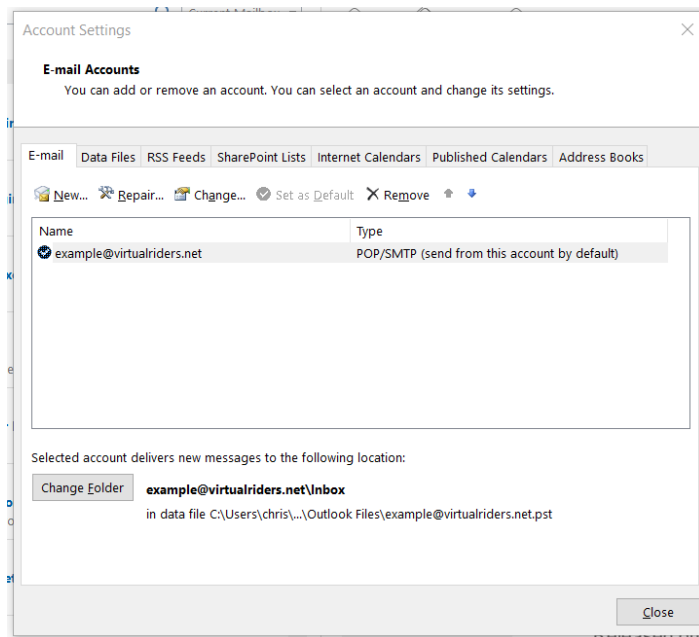 Current Mailbox
Account Settings
E-mail Accounts
You can add or remove an account. You can select an account and change its settings.
E-mail Data Files RSS Feeds SharePoint Lists Internet Calendars Published Calendars Address Books
New... Repair... Change... Set as Default Remove
Name Type
example@virtualriders.net POP/SMTP (send from this account by default)
Selected account delivers new messages to the following location:
Change Folder example@virtualriders.net\Inbox
in data file C:\Users\chris\...\Outlook Files\example@virtualriders.net.pst
Close